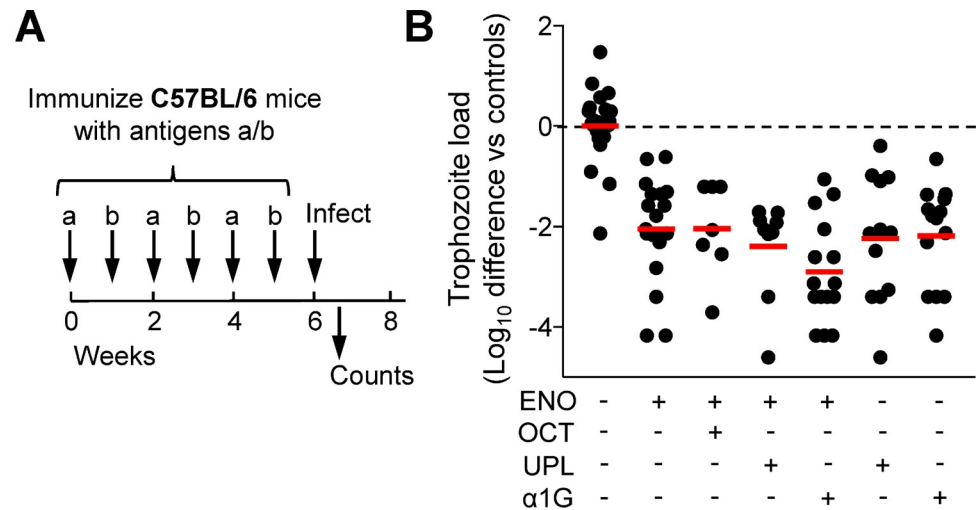 A
Immunize C57BL/6 mice
with antigens a/b
a b a b a b Infect
0 2 4 6 8
Weeks
Counts
B
Trophozoite load
(Log10 difference vs controls)
2
0
-2
-4
ENO - + + + + - -
OCT - - + - - - -
UPL - - - + - + -
α1G - - - - + - +